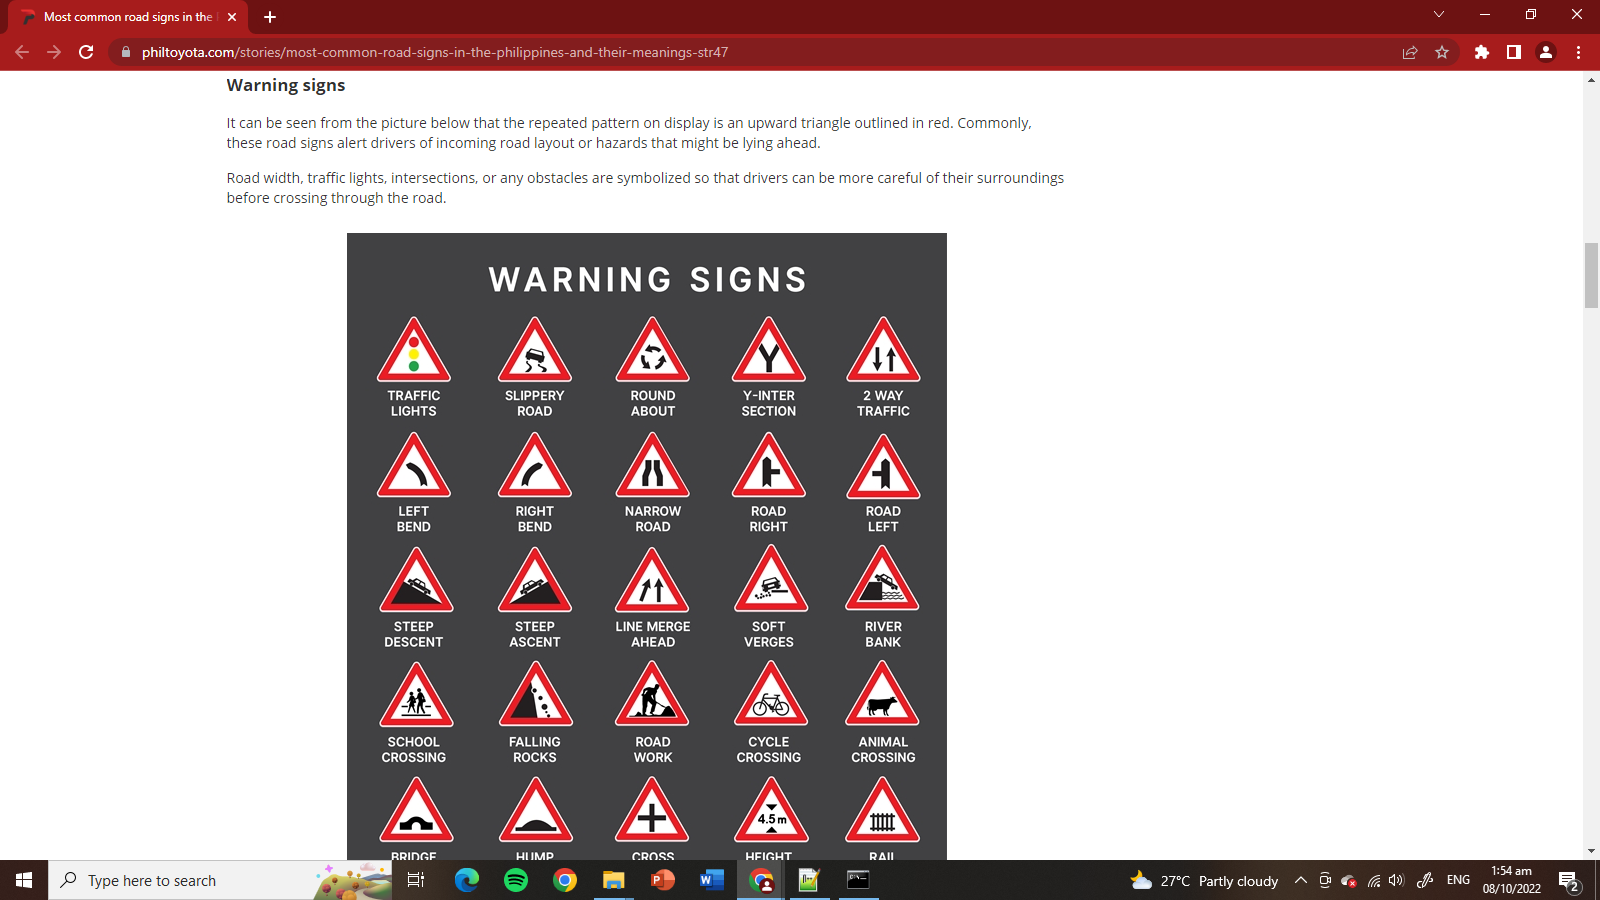 Most common road signs in the
philtoyota.com/stories/most-common-road-signs-in-the-philippines-and-their-meanings-str47
Warning signs
It can be seen from the picture below that the repeated pattern on display is an upward triangle outlined in red. Commonly,
these road signs alert drivers of incoming road layout or hazards that might be lying ahead.
Road width, traffic lights, intersections, or any obstacles are symbolized so that drivers can be more careful of their surroundings
before crossing through the road.
WARNING SIGNS
TRAFFIC LIGHTS
SLIPPERY ROAD
ROUND ABOUT
Y-INTER SECTION
2 WAY TRAFFIC
LEFT BEND
RIGHT BEND
NARROW ROAD
ROAD RIGHT
ROAD LEFT
STEEP DESCENT
STEEP ASCENT
LINE MERGE AHEAD
SOFT VERGES
RIVER BANK
SCHOOL CROSSING
FALLING ROCKS
ROAD WORK
CYCLE CROSSING
ANIMAL CROSSING
4.5 m
BRIDGE
HUMP
CROSS
HEIGHT
RAIL
Type here to search
27°C Partly cloudy
ENG
1:54 am
08/10/2022
2